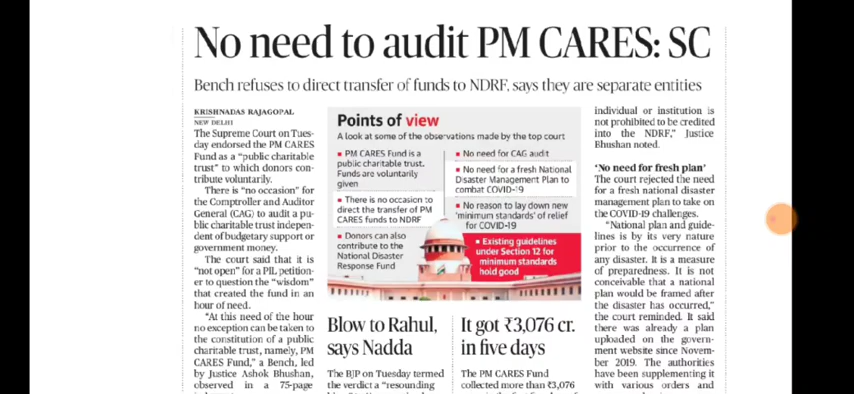 No need to audit PM CARES: SC
Bench refuses to direct transfer of funds to NDRF, says they are separate entities
KRISHNADAS RAJAGOPAL
NEW DELHI
The Supreme Court on Tues-
day endorsed the PM CARES
Fund as a “public charitable
trust” to which donors con-
tribute voluntarily.
There is “no occasion” for
the Comptroller and Auditor
General (CAG) to audit a pu-
blic charitable trust indepen-
dent of budgetary support or
government money.
The court said that it is
“not open” for a PIL petition-
er to question the “wisdom”
that created the fund in an
hour of need.
“At this need of the hour
no exception can be taken to
the constitution of a public
charitable trust, namely, PM
CARES Fund,” a Bench, led
by Justice Ashok Bhushan,
observed in a 75-page
Points of view
A look at some of the observations made by the top court
▪ PM CARES Fund is a
public charitable trust.
Funds are voluntarily
given
▪ There is no occasion to
direct the transfer of PM
CARES funds to NDRF
▪ Donors can also
contribute to the
National Disaster
Response Fund
▪ No need for CAG audit
▪ No need for a fresh National
Disaster Management Plan to
combat COVID-19
▪ No reason to lay down new
‘minimum standards’ of relief
for COVID-19
▪ Existing guidelines
under Section 12 for
minimum standards
hold good
Blow to Rahul,
says Nadda
The BJP on Tuesday termed
the verdict a “resounding
It got ₹3,076 cr.
in five days
The PM CARES Fund
collected more than ₹3,076
individual or institution is
not prohibited to be credited
into the NDRF,” Justice
Bhushan noted.
‘No need for fresh plan’
The court rejected the need
for a fresh national disaster
management plan to take on
the COVID-19 challenges.
“National plan and guide-
lines is by its very nature
prior to the occurrence of
any disaster. It is a measure
of preparedness. It is not
conceivable that a national
plan would be framed after
the disaster has occurred,”
the court reminded. It said
there was already a plan
uploaded on the govern-
ment website since Novem-
ber 2019. The authorities
have been supplementing it
with various orders and